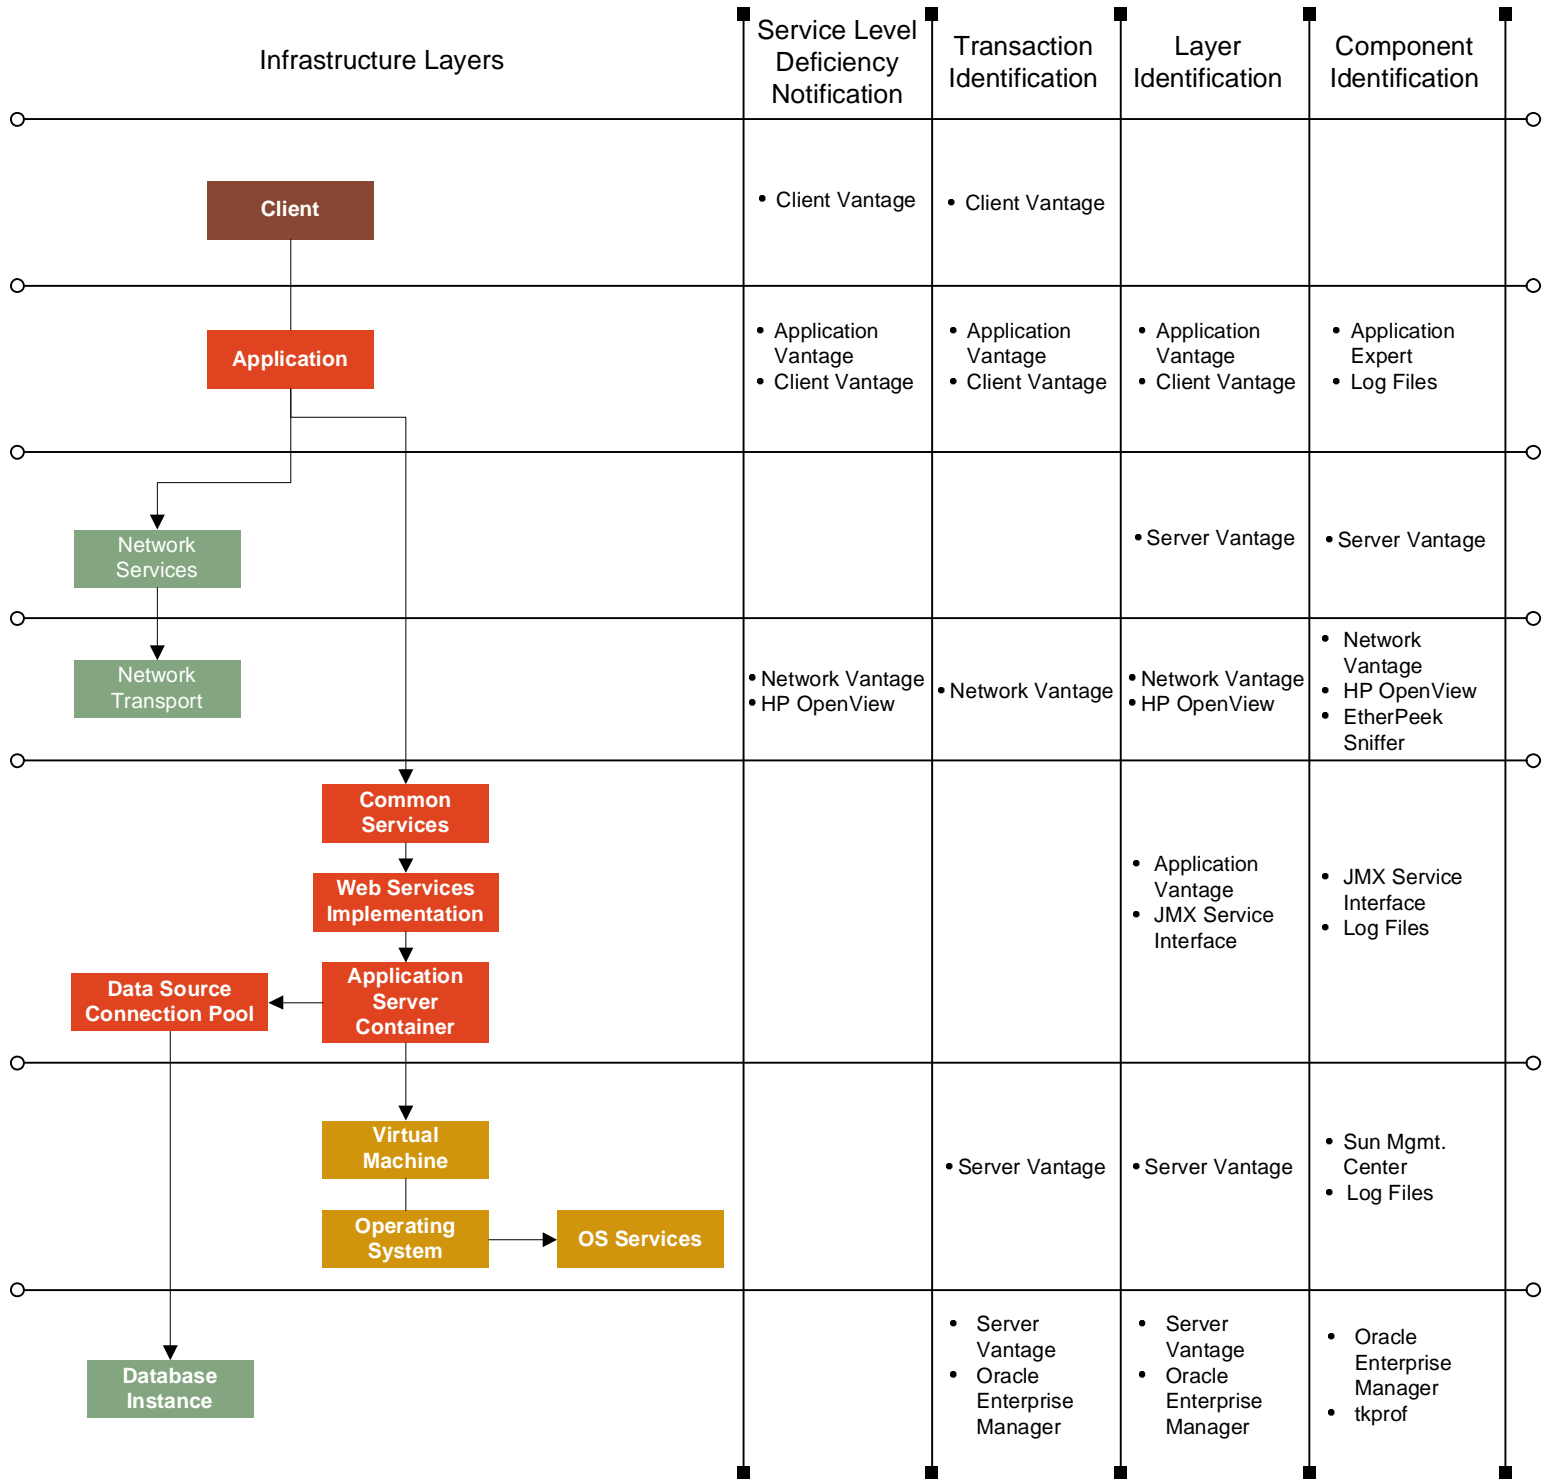 Infrastructure Layers
Service Level
Deficiency
Notification
Transaction
Identification
Layer
Identification
Component
Identification
Client
• Client Vantage
• Client Vantage
Application
• Application
Vantage
• Client Vantage
• Application
Vantage
• Client Vantage
• Application
Vantage
• Client Vantage
• Application
Expert
• Log Files
Network
Services
• Server Vantage
• Server Vantage
Network
Transport
• Network Vantage
• HP OpenView
• Network Vantage
• Network Vantage
• HP OpenView
• Network
Vantage
• HP OpenView
• EtherPeek
Sniffer
Common
Services
Web Services
Implementation
Application
Server
Container
Data Source
Connection Pool
• Application
Vantage
• JMX Service
Interface
• JMX Service
Interface
• Log Files
Virtual
Machine
Operating
System
OS Services
• Server Vantage
• Server Vantage
• Sun Mgmt.
Center
• Log Files
Database
Instance
• Server
Vantage
• Oracle
Enterprise
Manager
• Server
Vantage
• Oracle
Enterprise
Manager
• Oracle
Enterprise
Manager
• tkprof